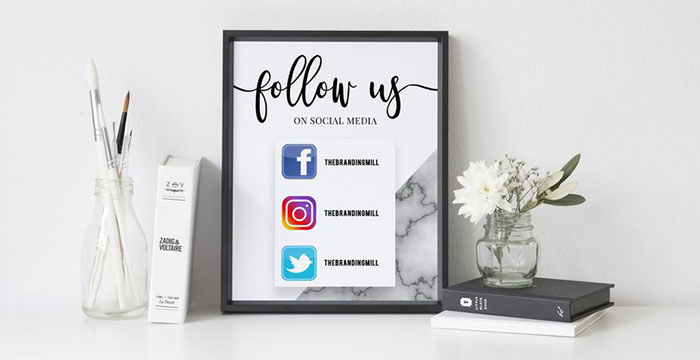 follow us
ON SOCIAL MEDIA
f
THEBRANDINGMILL
THEBRANDINGMILL
THEBRANDINGMILL
ZADIG&
VOLTAIRE